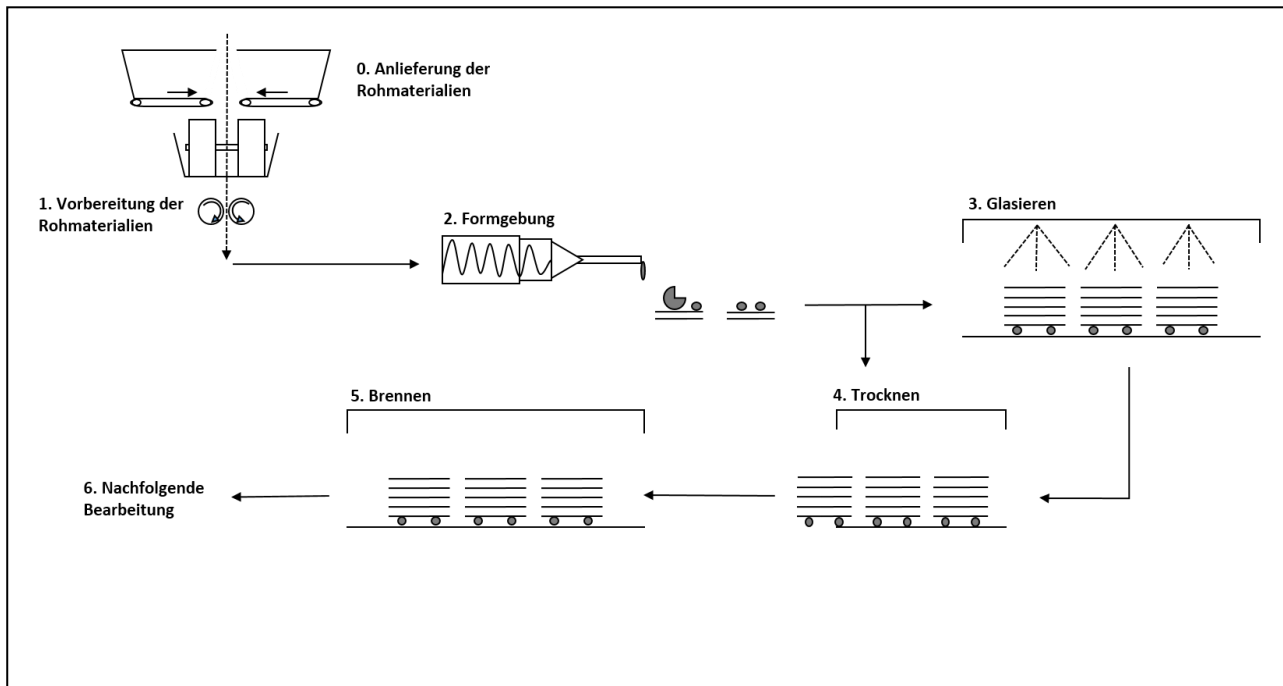 0. Anlieferung der
Rohmaterialien
1. Vorbereitung der
Rohmaterialien
2. Formgebung
3. Glasieren
5. Brennen
4. Trocknen
6. Nachfolgende
Bearbeitung